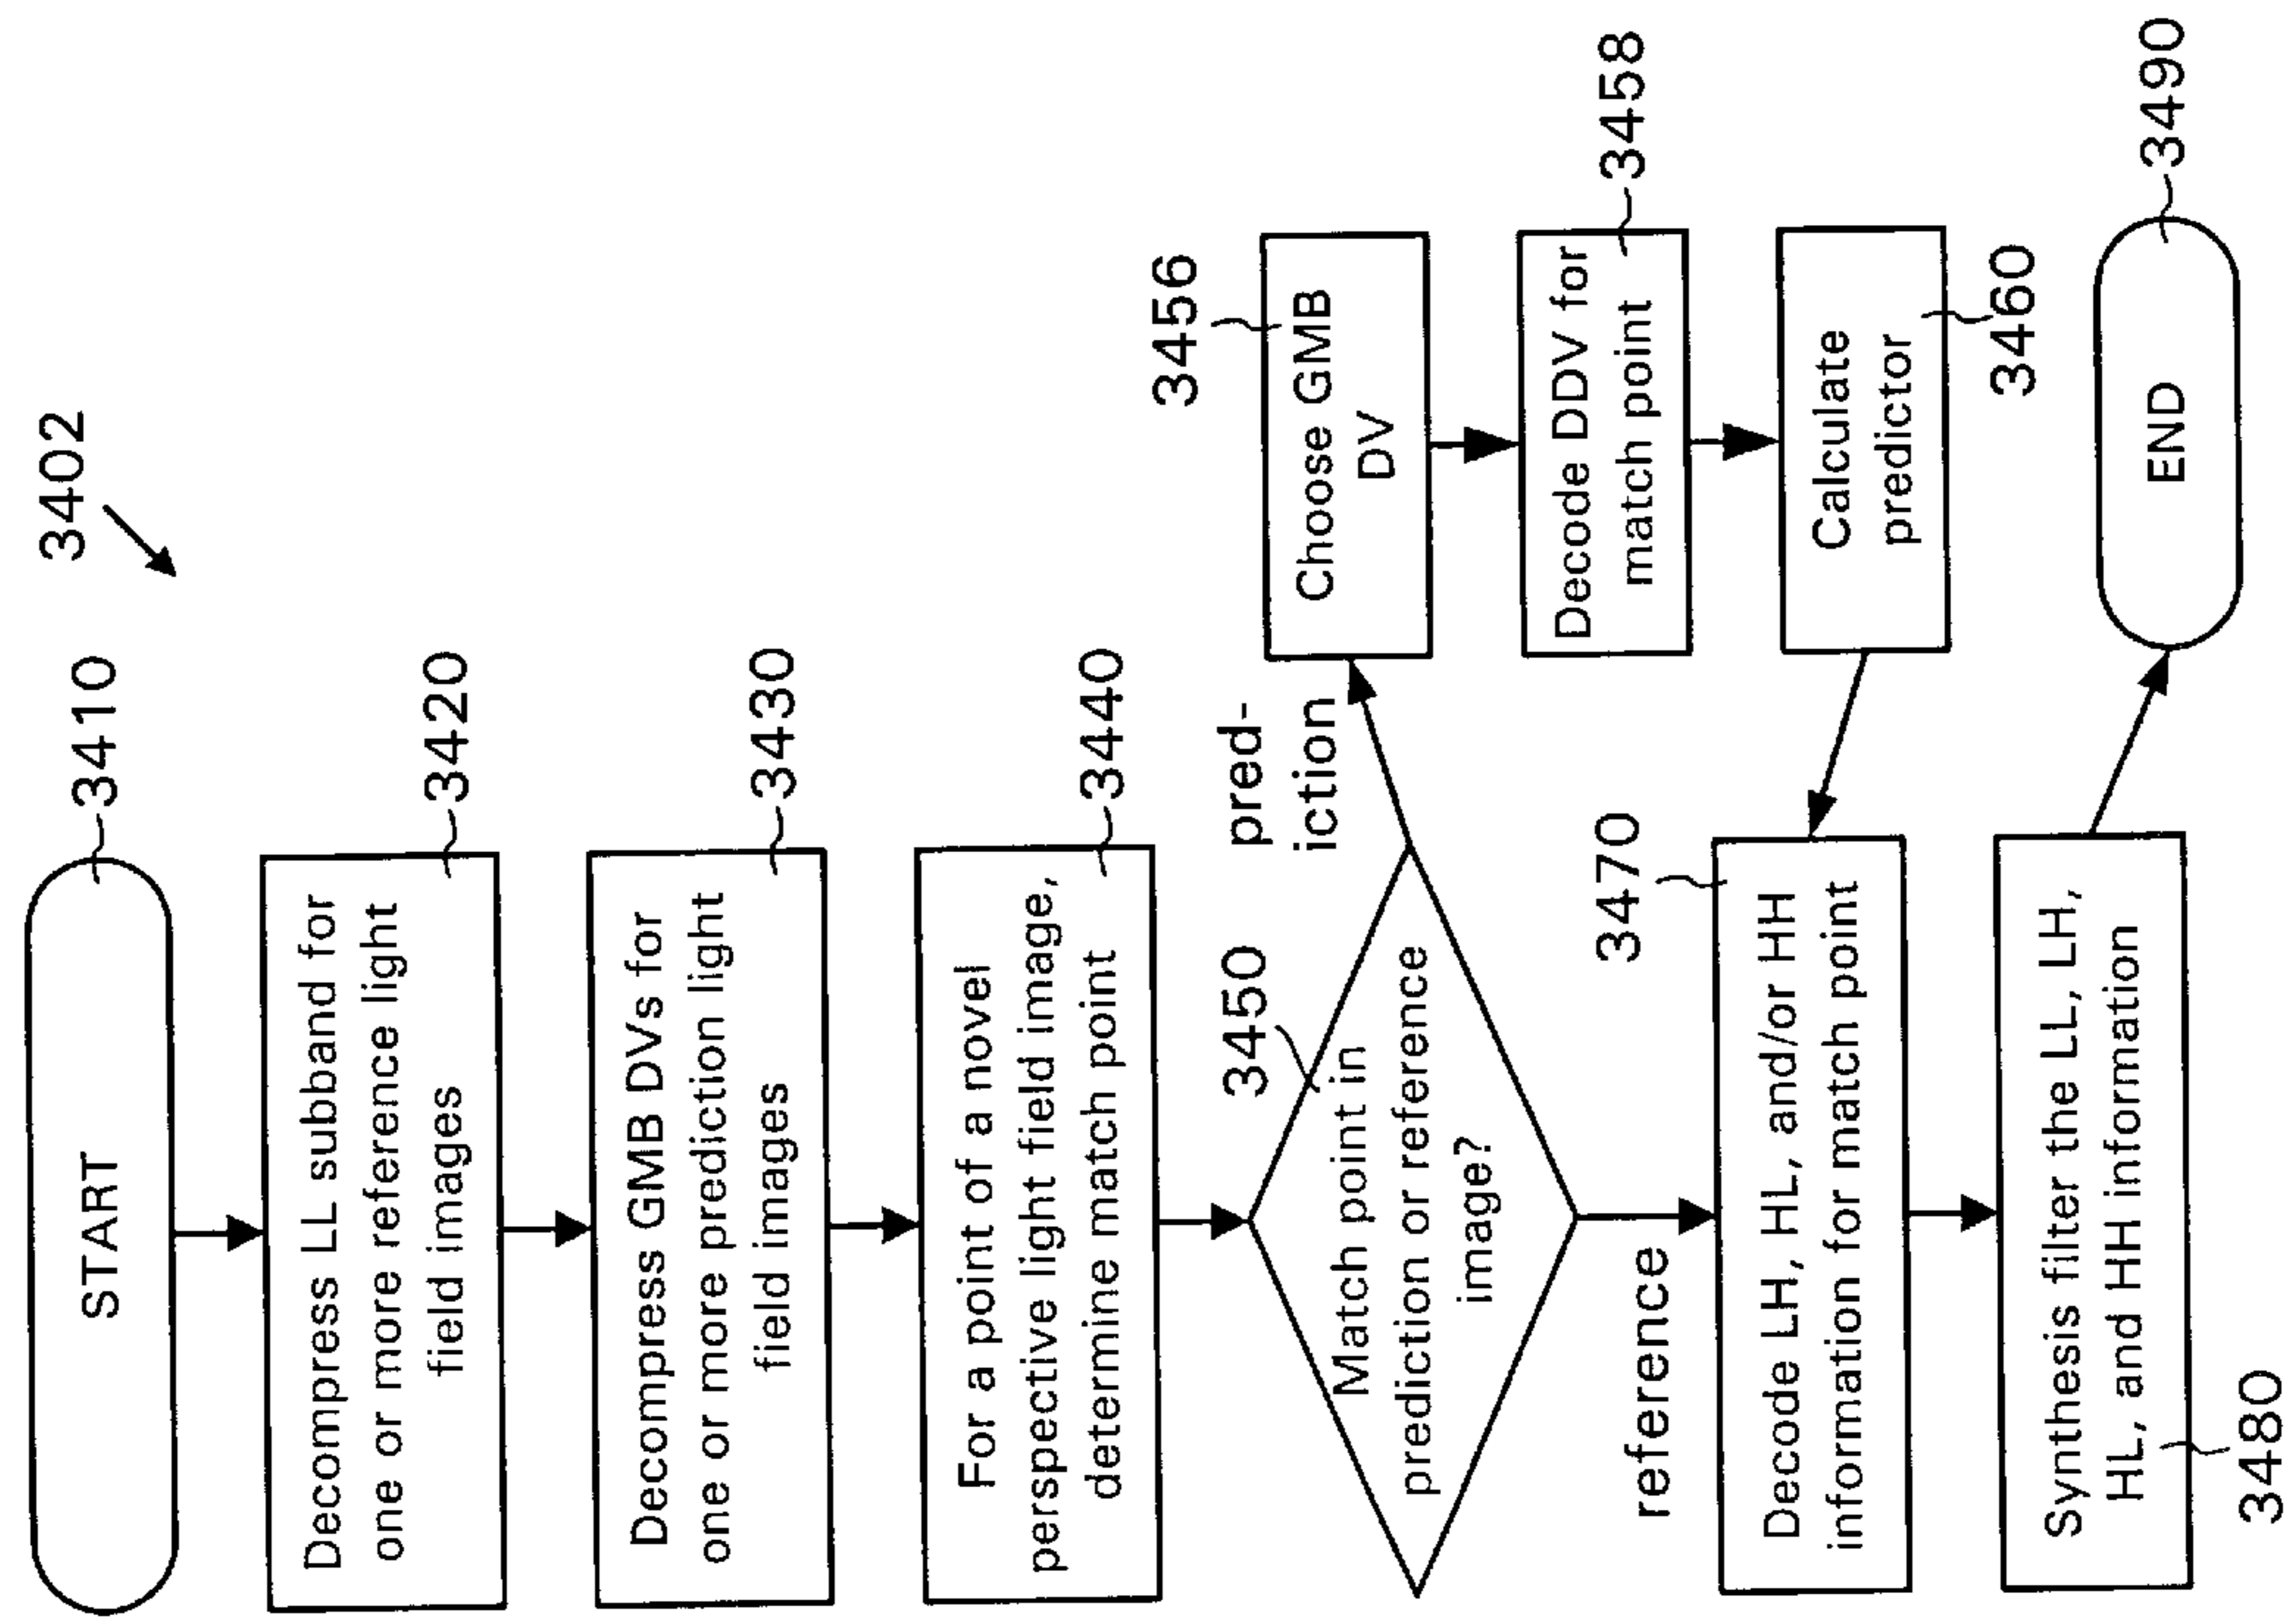 3402
START
3410
Decompress LL subband for
one or more reference light
field images
3420
Decompress GMB DVs for
one or more prediction light
field images
3430
For a point of a novel
perspective light field image,
determine match point
3440
3450
Match point in
prediction or reference
image?
pred-
iction
3456
Choose GMB
DV
Decode DDV for
match point
3458
Calculate
predictor
3460
reference
3470
Decode LH, HL, and/or HH
information for match point
Synthesis filter the LL, LH,
HL, and HH information
3480
END
3490